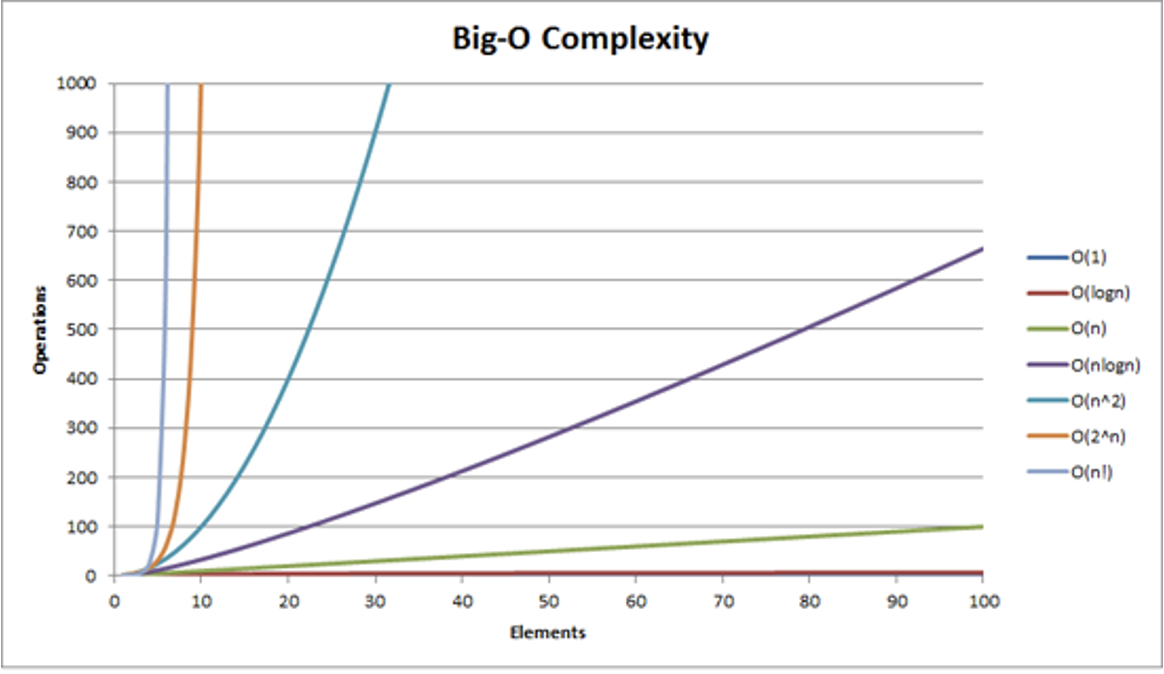 Big-O Complexity
1000
900
800
700
600
500
400
300
200
100
0
Operations
0 10 20 30 40 50 60 70 80 90 100
Elements
O(1)
O(logn)
O(n)
O(nlogn)
O(n^2)
O(2^n)
O(n!)